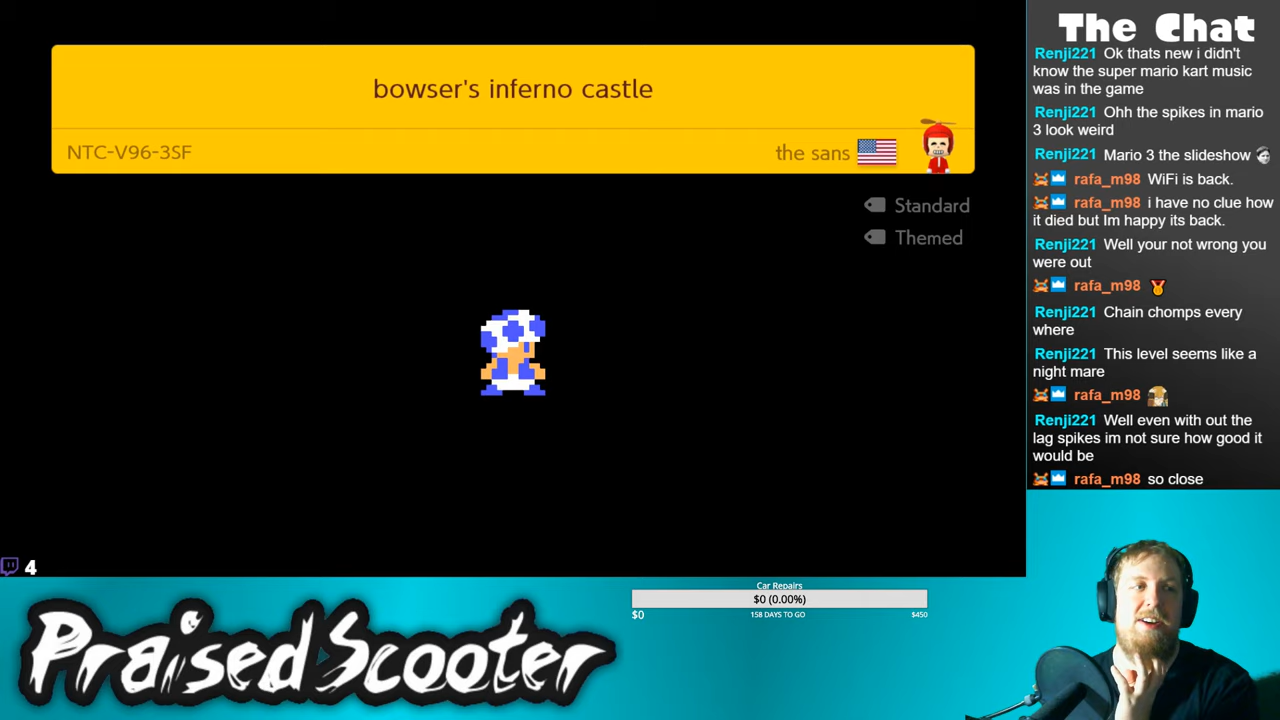 bowser's inferno castle
NTC-V96-3SF
the sans
Standard
Themed
The Chat
Renji221 Ok thats new i didn't
know the super mario kart music
was in the game
Renji221 Ohh the spikes in mario
3 look weird
Renji221 Mario 3 the slideshow
rafa_m98 WiFi is back.
rafa_m98 i have no clue how
it died but Im happy its back.
Renji221 Well your not wrong you
were out
rafa_m98
Renji221 Chain chomps every
where
Renji221 This level seems like a
night mare
rafa_m98
Renji221 Well even with out the
lag spikes im not sure how good it
would be
rafa_m98 so close
4
Car Repairs
$0 (0.00%)
$0 158 DAYS TO GO $450
PraisedScooter